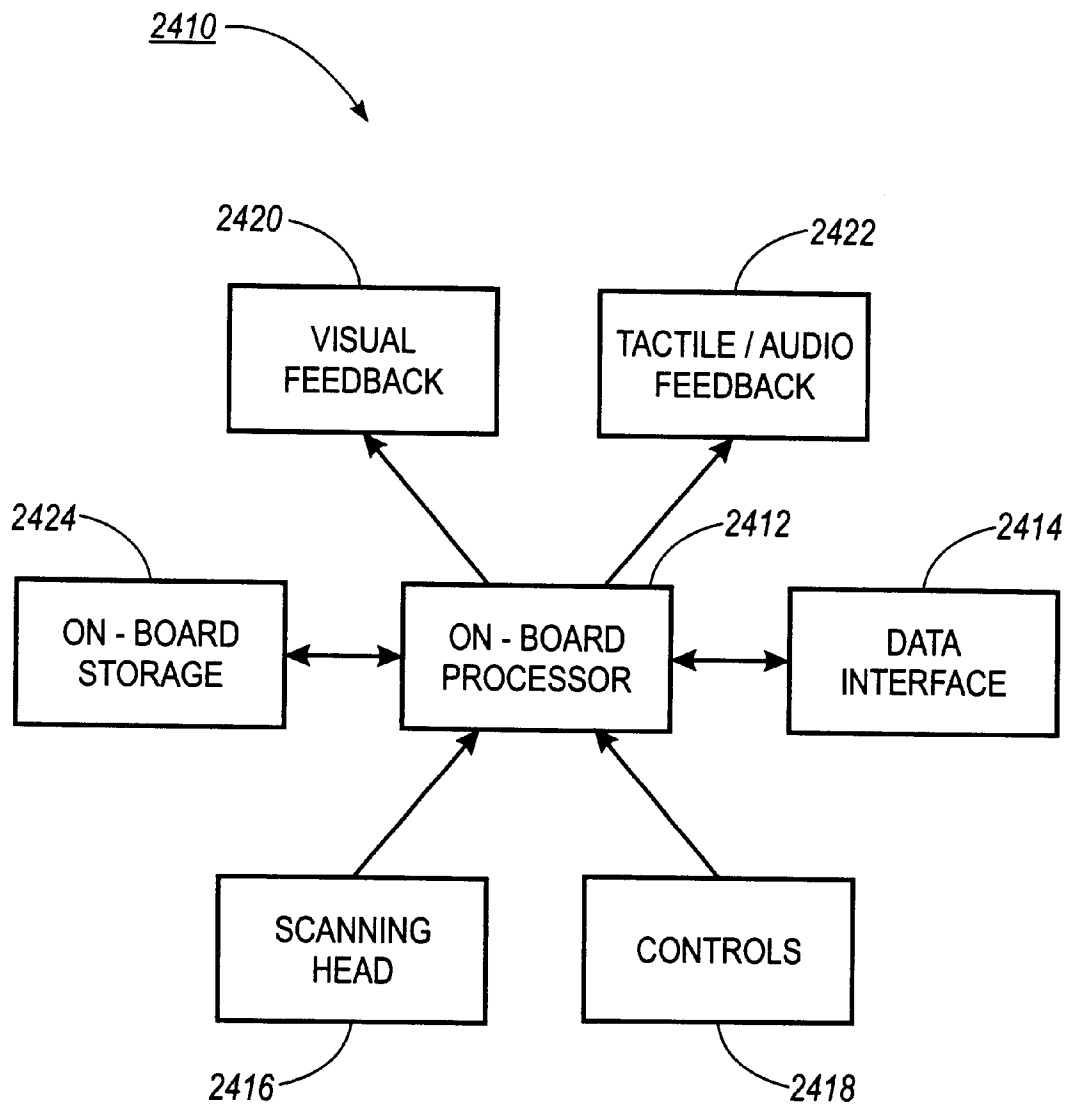 2410
2420
2422
VISUAL
FEEDBACK
TACTILE / AUDIO
FEEDBACK
2424
2412
2414
ON - BOARD
STORAGE
ON - BOARD
PROCESSOR
DATA
INTERFACE
SCANNING
HEAD
CONTROLS
2416
2418